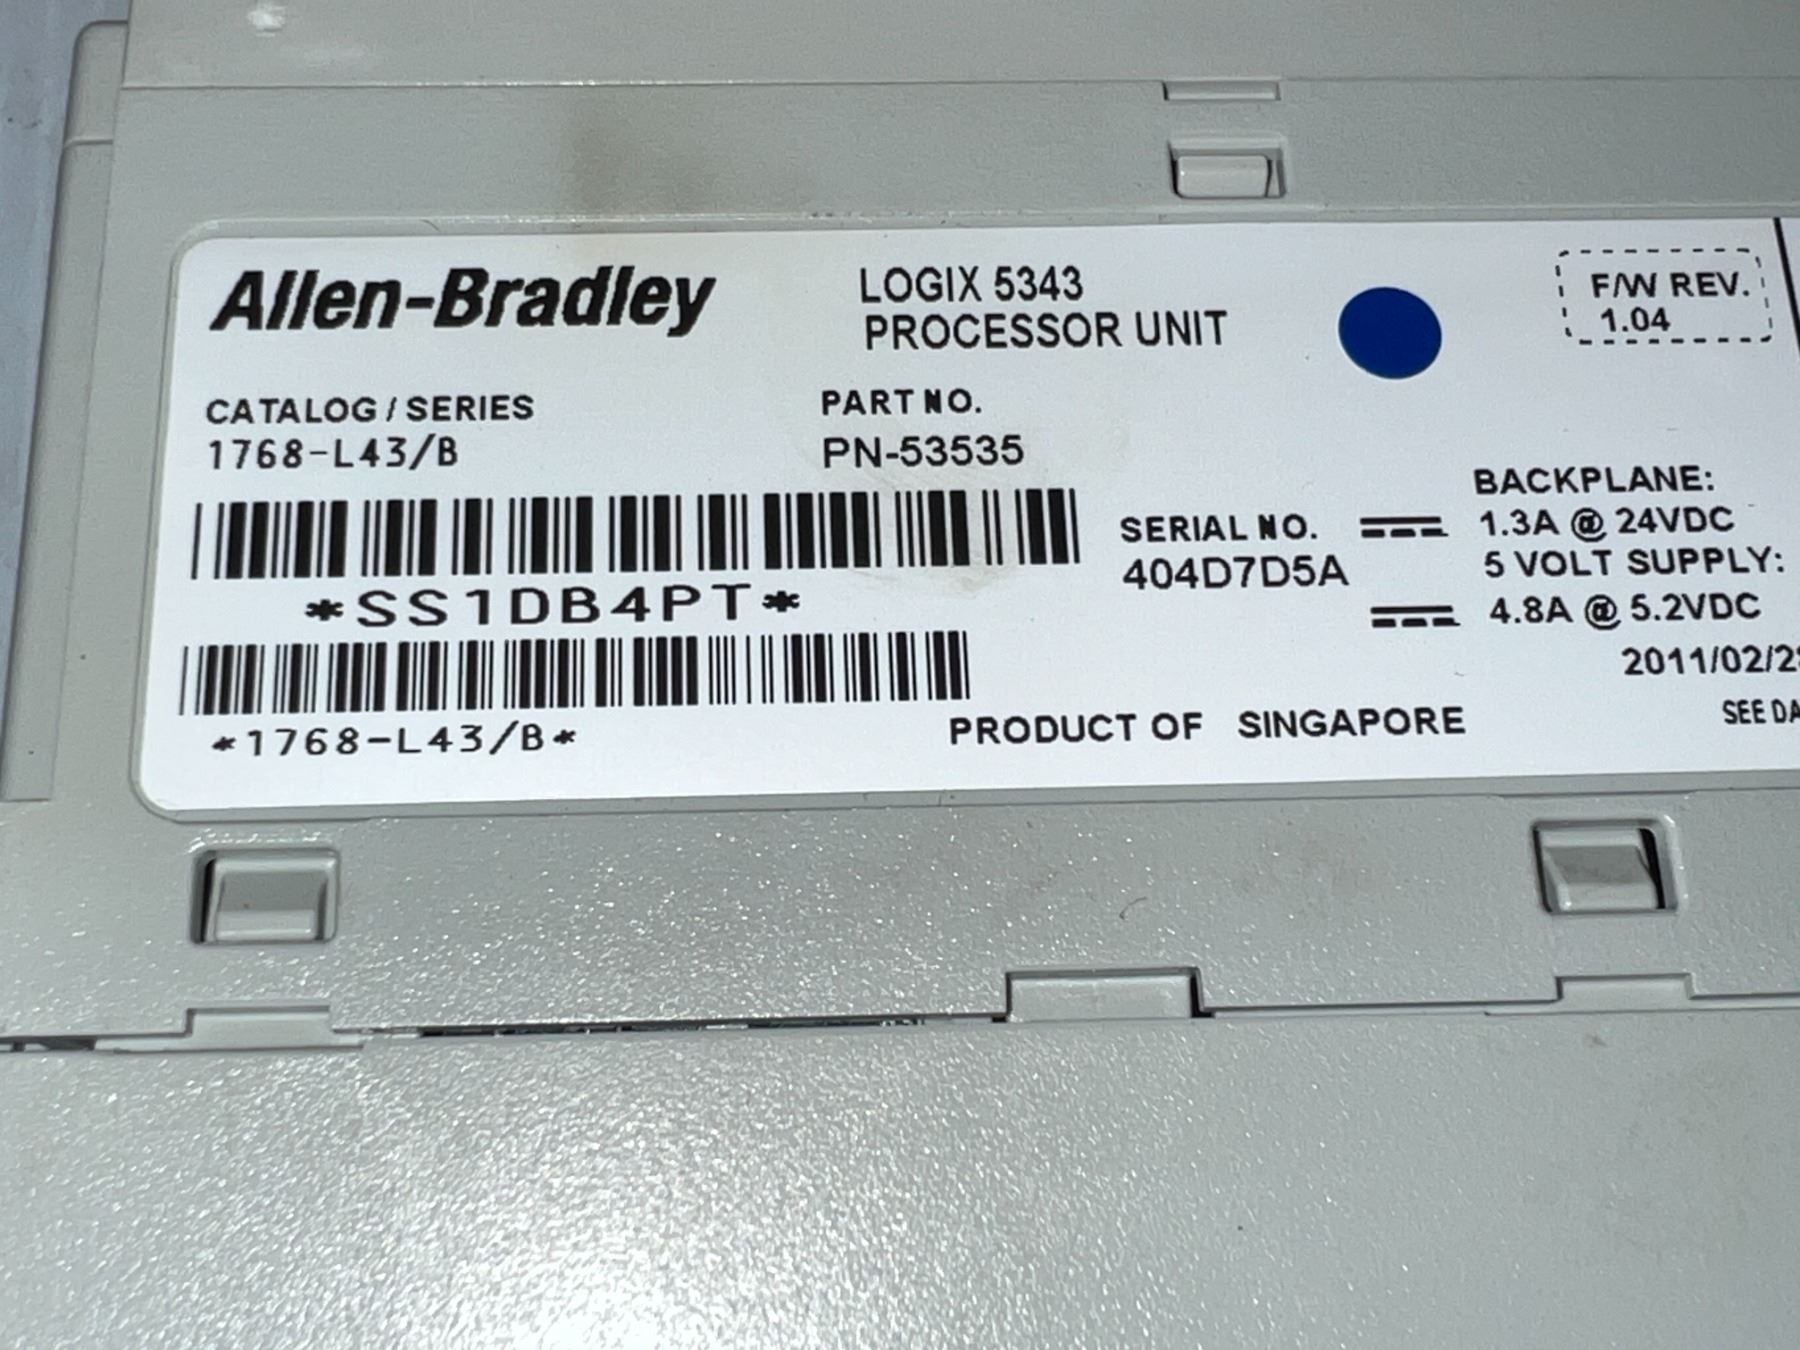 Allen-Bradley
LOGIX 5343
PROCESSOR UNIT
F/W REV.
1.04
CATALOG / SERIES
1768-L43/B
PART NO.
PN-53535
*SS1DB4PT*
*1768-L43/B*
SERIAL NO.
404D7D5A
BACKPLANE:
1.3A @ 24VDC
5 VOLT SUPPLY:
4.8A @ 5.2VDC
PRODUCT OF SINGAPORE
SEE